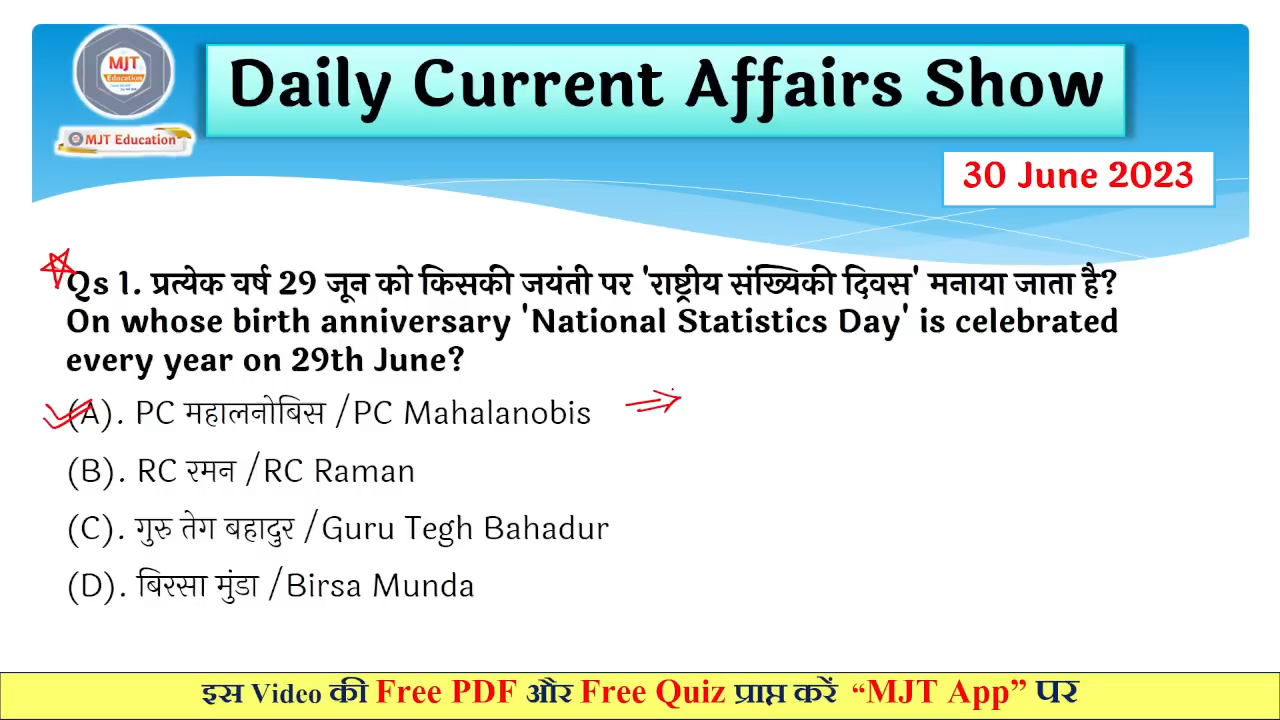 MJT
Education
MJT Education
Daily Current Affairs Show
30 June 2023
Qs 1. प्रत्येक वर्ष 29 जून को किसकी जयंती पर 'राष्ट्रीय संख्यिकी दिवस' मनाया जाता है?
On whose birth anniversary 'National Statistics Day' is celebrated
every year on 29th June?
(A). PC महालनोबिस /PC Mahalanobis
(B). RC रमन /RC Raman
(C). गुरु तेग बहादुर /Guru Tegh Bahadur
(D). बिरसा मुंडा /Birsa Munda
इस Video की Free PDF और Free Quiz प्राप्त करें “MJT App” पर